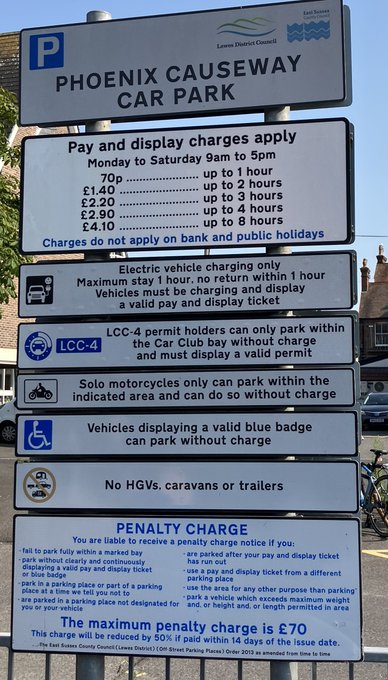 P
Lewes District Council
East Sussex
County Council
PHOENIX CAUSEWAY
CAR PARK
Pay and display charges apply
Monday to Saturday 9am to 5pm
70p ................ up to 1 hour
£1.40 ................ up to 2 hours
£2.20 ................ up to 3 hours
£2.90 ................ up to 4 hours
£4.10 ................ up to 8 hours
Charges do not apply on bank and public holidays
Electric vehicle charging only
Maximum stay 1 hour, no return within 1 hour
Vehicles must be charging and display
a valid pay and display ticket
LCC-4
LCC-4 permit holders can only park within
the Car Club bay without charge
and must display a valid permit
Solo motorcycles only can park within the
indicated area and can do so without charge
Vehicles displaying a valid blue badge
can park without charge
No HGVs, caravans or trailers
PENALTY CHARGE
You are liable to receive a penalty charge notice if you:
- fail to park fully within a marked bay
- park without clearly and continuously
displaying a valid pay and display ticket
or blue badge
- park in a parking place or part of a parking
place at a time we tell you not to
- are parked in a parking place not designated for
you or your vehicle
- are parked after your pay and display ticket
has run out
- use a pay and display ticket from a different
parking place
- use the area for any other purpose than parking
- park a vehicle which exceeds maximum weight
and, or height and, or length permitted in area
The maximum penalty charge is £70
This charge will be reduced by 50% if paid within 14 days of the issue date.
The East Sussex County Council (Lewes District) (Off-Street Parking Places) Order 2013 as amended from time to time